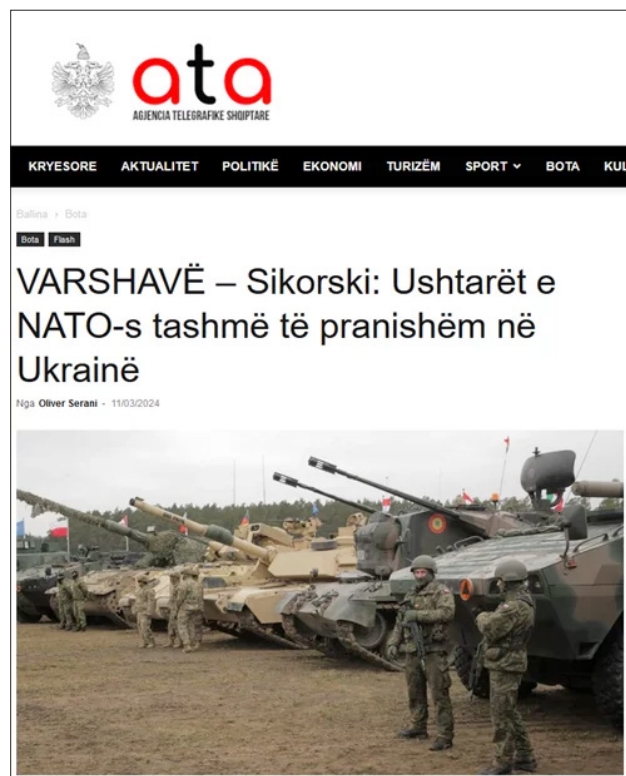 ata
AGJENCIA TELEGRAFIKE SHQIPTARE
KRYESORE AKTUALITET POLITIKË EKONOMI TURIZËM SPORT BOTA KUL
Ballina › Bota
Bota Flash
VARSHAVË – Sikorski: Ushtarët e
NATO-s tashmë të pranishëm në
Ukrainë
Nga Oliver Serani - 11/03/2024